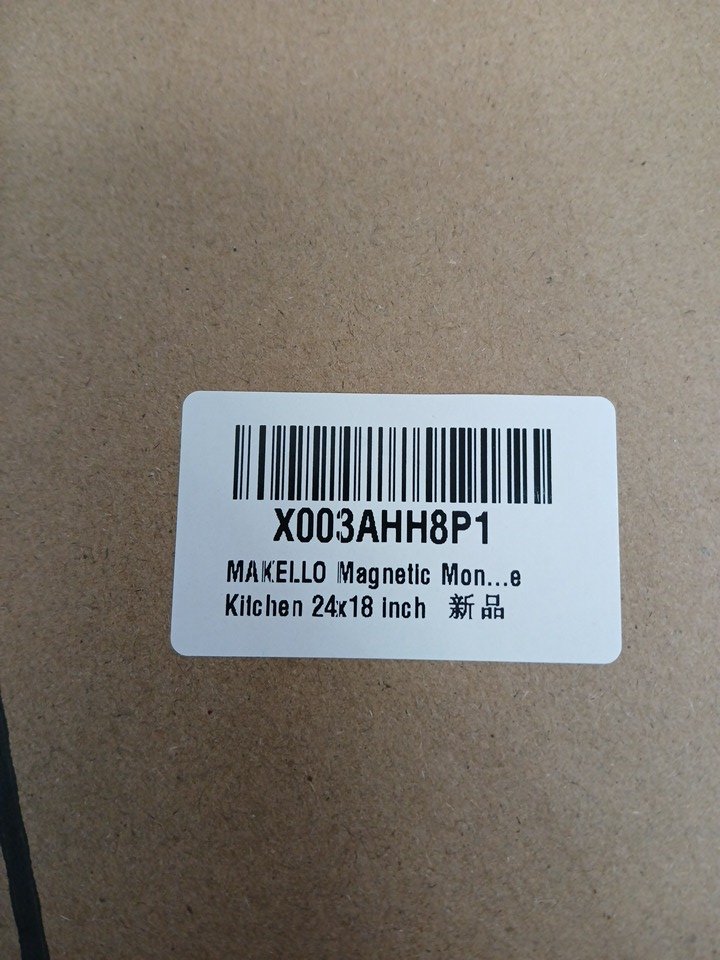 X003AHH8P1
MAKELLO Magnetic Mon...e
Kitchen 24x18 inch 新品